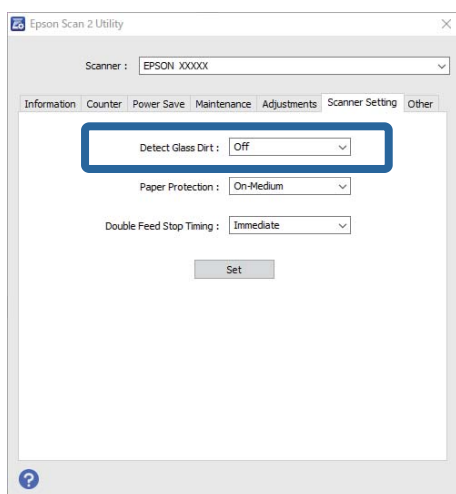 Epson Scan 2 Utility
Scanner : EPSON XXXXX
Information Counter Power Save Maintenance Adjustments Scanner Setting Other
Detect Glass Dirt : Off
Paper Protection : On-Medium
Double Feed Stop Timing : Immediate
Set
?